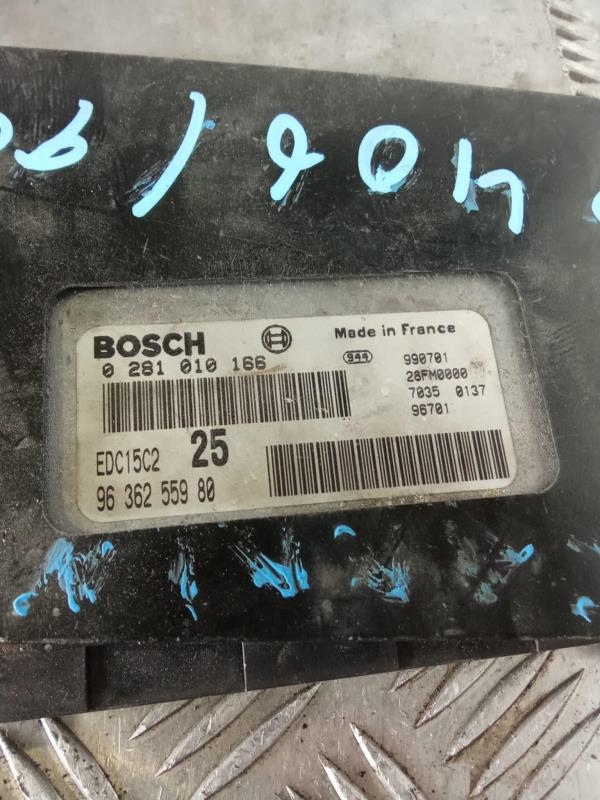 406/
BOSCH
0 281 010 166
Made in France
944 990701
28FM0000
7035 0137
96701
EDC15C2 25
96 362 559 80